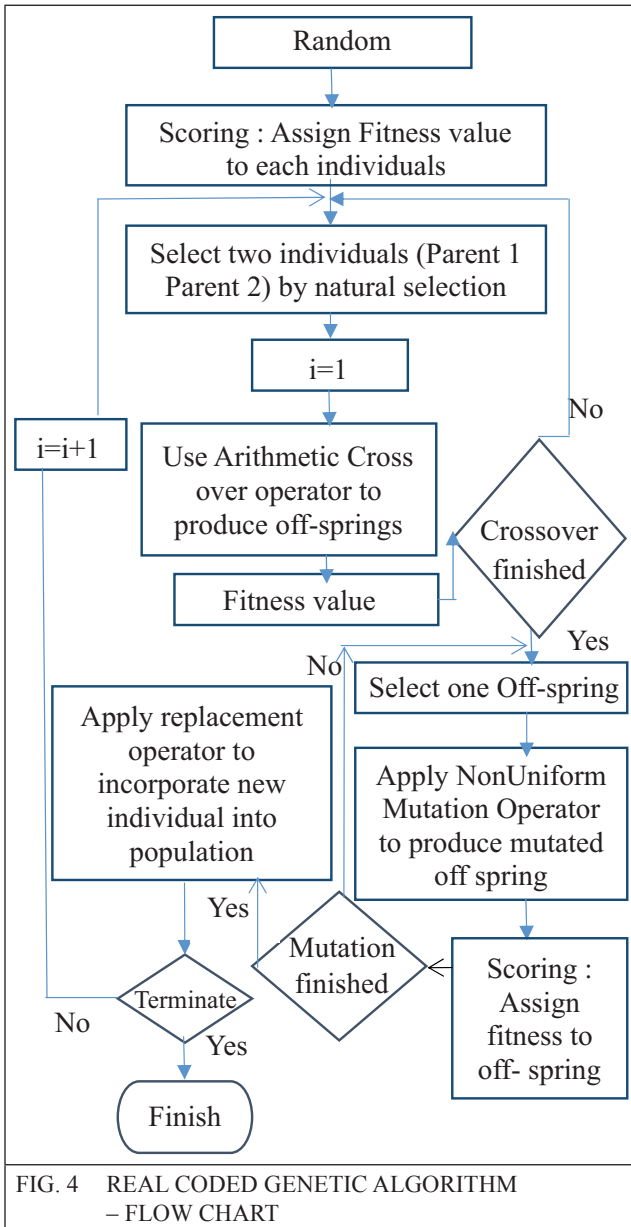 Random
Scoring : Assign Fitness value
to each individuals
Select two individuals (Parent 1
Parent 2) by natural selection
i=1
No
i=i+1
Use Arithmetic Cross
over operator to
produce off-springs
Crossover
finished
Fitness value
Yes
No
Select one Off-spring
Apply replacement
operator to
incorporate new
individual into
population
Apply NonUniform
Mutation Operator
to produce mutated
off spring
Yes
Mutation
finished
Scoring :
Assign
fitness to
off- spring
Terminate
No
Yes
Finish
FIG. 4 REAL CODED GENETIC ALGORITHM
– FLOW CHART